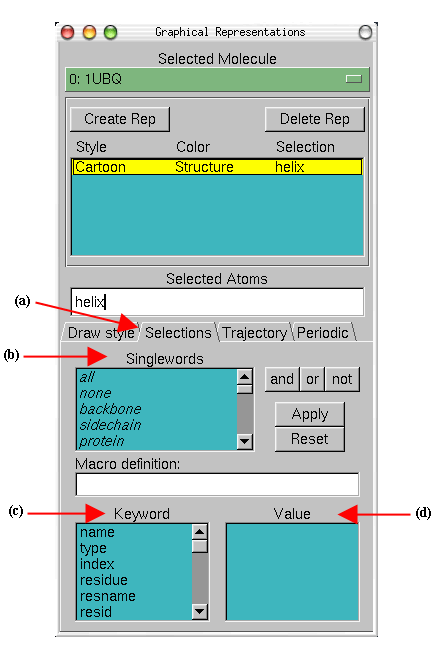 Graphical Representations
Selected Molecule
0: 1UBQ
Create Rep Delete Rep
Style Color Selection
Cartoon Structure helix
Selected Atoms
(a)
helix
Draw style Selections Trajectory Periodic
(b)
Singlewords
all
none
backbone
sidechain
protein
and or not
Apply
Reset
Macro definition:
(c)
Keyword
name
type
index
residue
resname
resid
Value
(d)